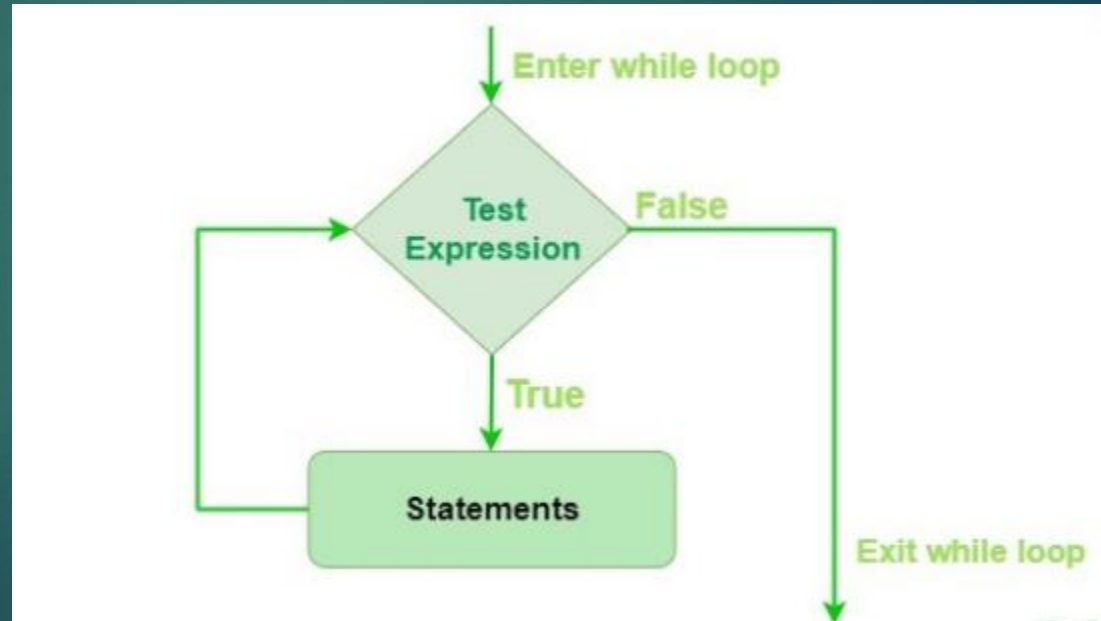 Enter while loop
Test
Expression
False
True
Statements
Exit while loop